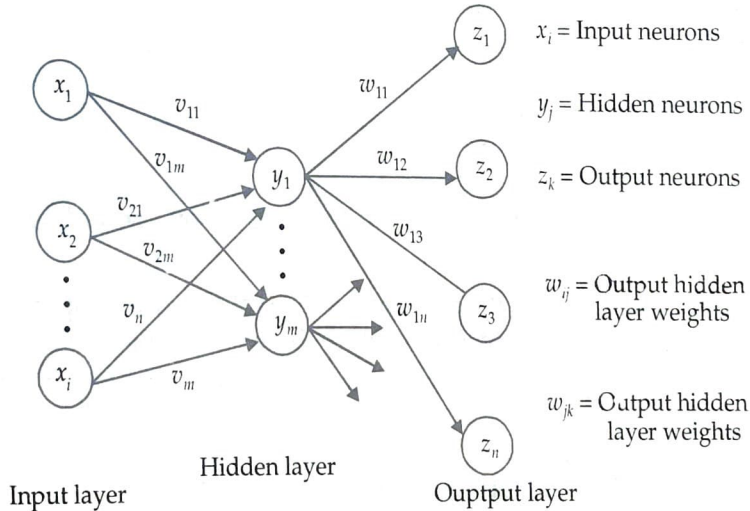 x₁
x₂
xᵢ
v₁₁
v₁ₘ
v₂₁
v₂ₘ
vₙ
vₘ
y₁
yₘ
w₁₁
w₁₂
w₁₃
w₁ₙ
z₁
z₂
z₃
zₙ
xᵢ = Input neurons
yⱼ = Hidden neurons
zₖ = Output neurons
wᵢⱼ = Output hidden
layer weights
wⱼₖ = Output hidden
layer weights
Hidden layer
Input layer
Ouptput layer